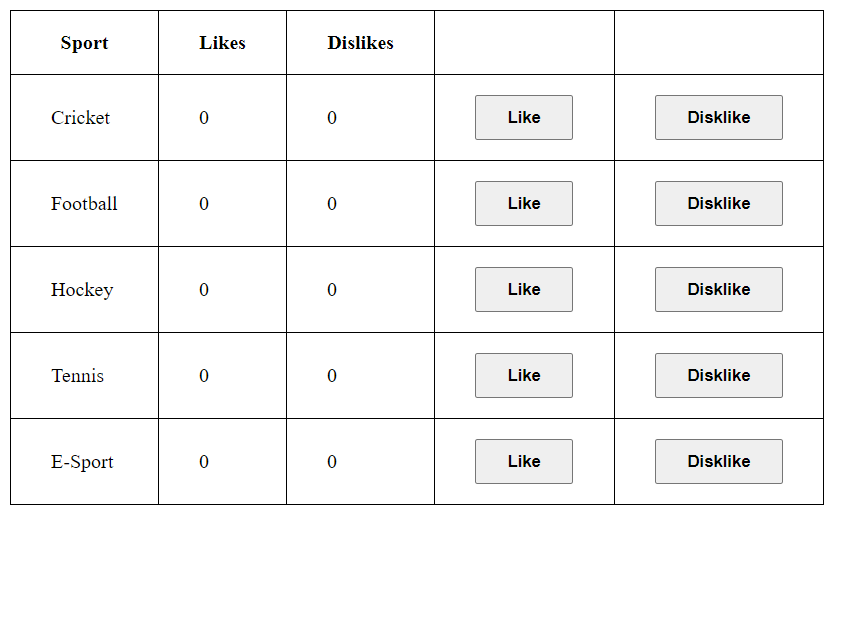 Sport Likes Dislikes
Cricket 0 0 Like Disklike
Football 0 0 Like Disklike
Hockey 0 0 Like Disklike
Tennis 0 0 Like Disklike
E-Sport 0 0 Like Disklike